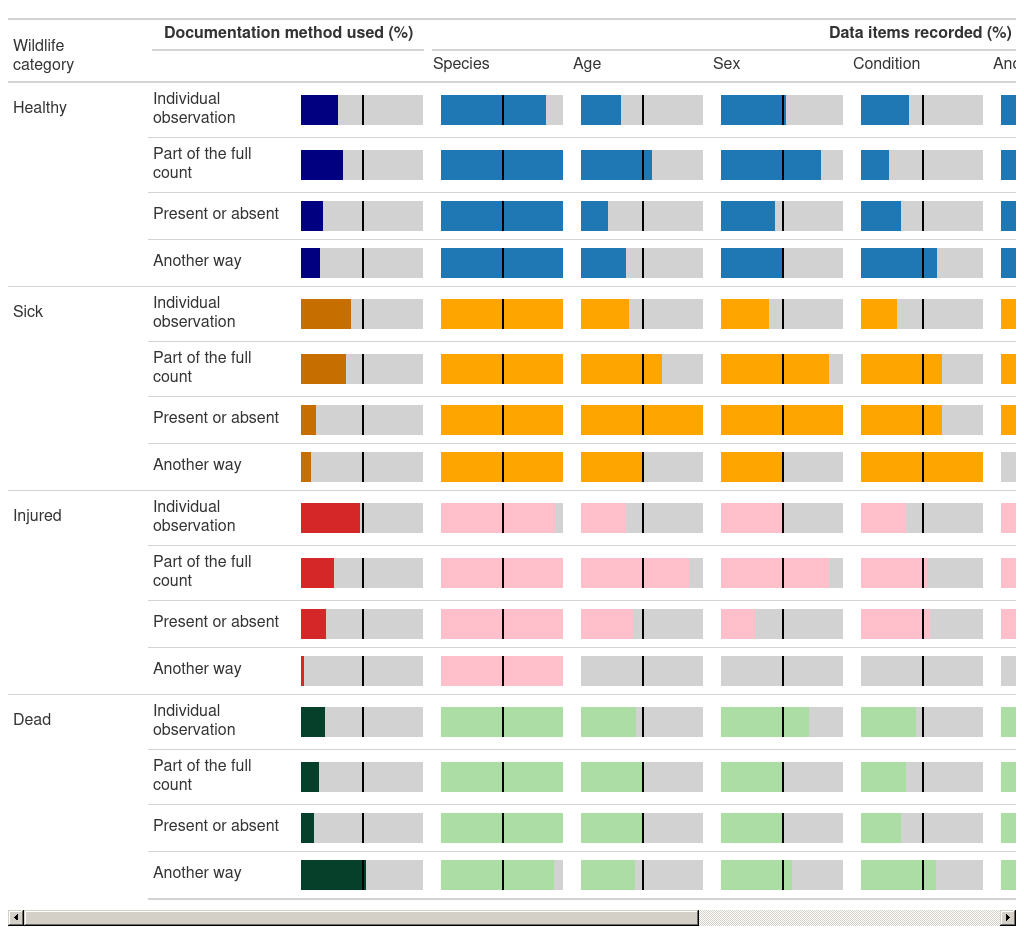 Documentation method used (%)
Data items recorded (%)
Wildlife
category
Species
Age
Sex
Condition
Healthy
Individual
observation
Part of the full
count
Present or absent
Another way
Sick
Individual
observation
Part of the full
count
Present or absent
Another way
Injured
Individual
observation
Part of the full
count
Present or absent
Another way
Dead
Individual
observation
Part of the full
count
Present or absent
Another way